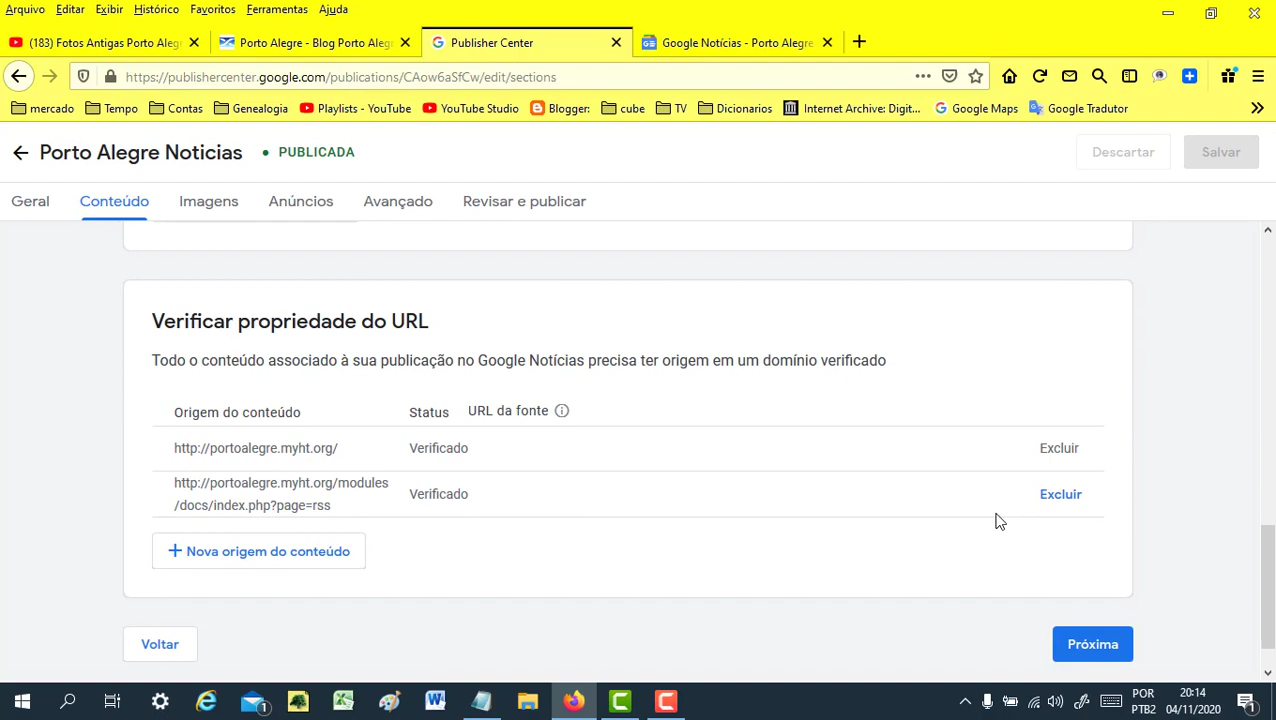 Arquivo Editar Exibir Histórico Favoritos Ferramentas Ajuda
(183) Fotos Antigas Porto Aleg Porto Alegre - Blog Porto Aleg Publisher Center Google Notícias - Porto Alegre
https://publishercenter.google.com/publications/CAow6aSfCw/edit/sections
mercado Tempo Contas Genealogia Playlists - YouTube YouTube Studio Blogger: cube TV Dicionarios Internet Archive: Digit... Google Maps Google Tradutor
Porto Alegre Noticias • PUBLICADA Descartar Salvar
Geral Conteúdo Imagens Anúncios Avançado Revisar e publicar
Verificar propriedade do URL
Todo o conteúdo associado à sua publicação no Google Notícias precisa ter origem em um domínio verificado
Origem do conteúdo Status URL da fonte
http://portoalegre.myht.org/ Verificado Excluir
http://portoalegre.myht.org/modules
/docs/index.php?page=rss Verificado Excluir
+ Nova origem do conteúdo
Voltar Próxima
POR 20:14
PTB2 04/11/2020